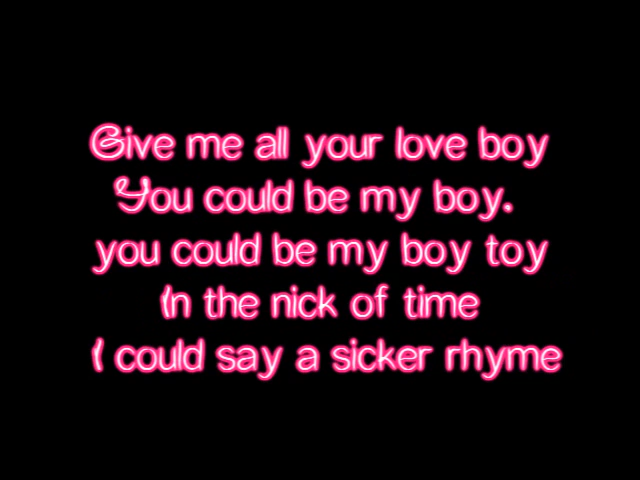 Give me all your love boy
You could be my boy.
you could be my boy toy
In the nick of time
I could say a sicker rhyme